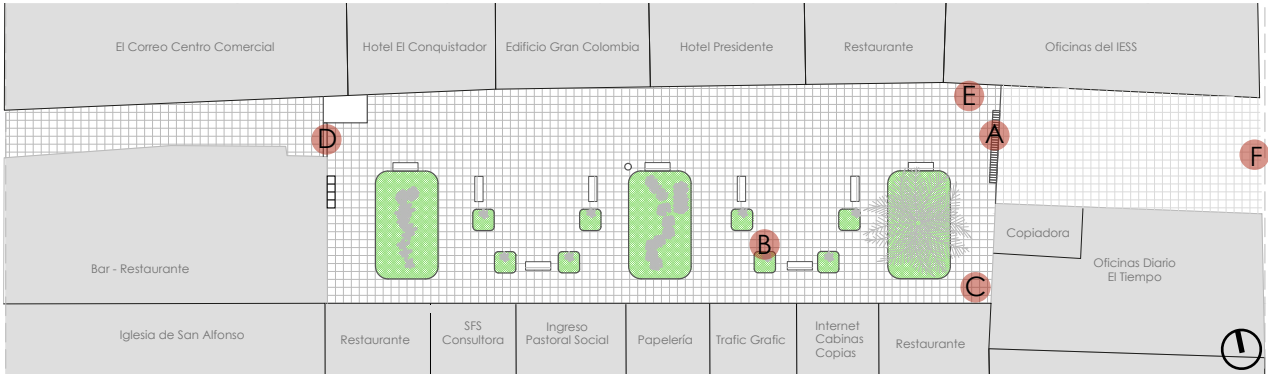 El Correo Centro Comercial
Hotel El Conquistador
Edificio Gran Colombia
Hotel Presidente
Restaurante
Oficinas del IESS
E
A
D
F
B
C
Copiadora
Oficinas Diario
El Tiempo
Bar - Restaurante
Iglesia de San Alfonso
Restaurante
SFS
Consultora
Ingreso
Pastoral Social
Papelería
Trafic Grafic
Internet
Cabinas
Copias
Restaurante